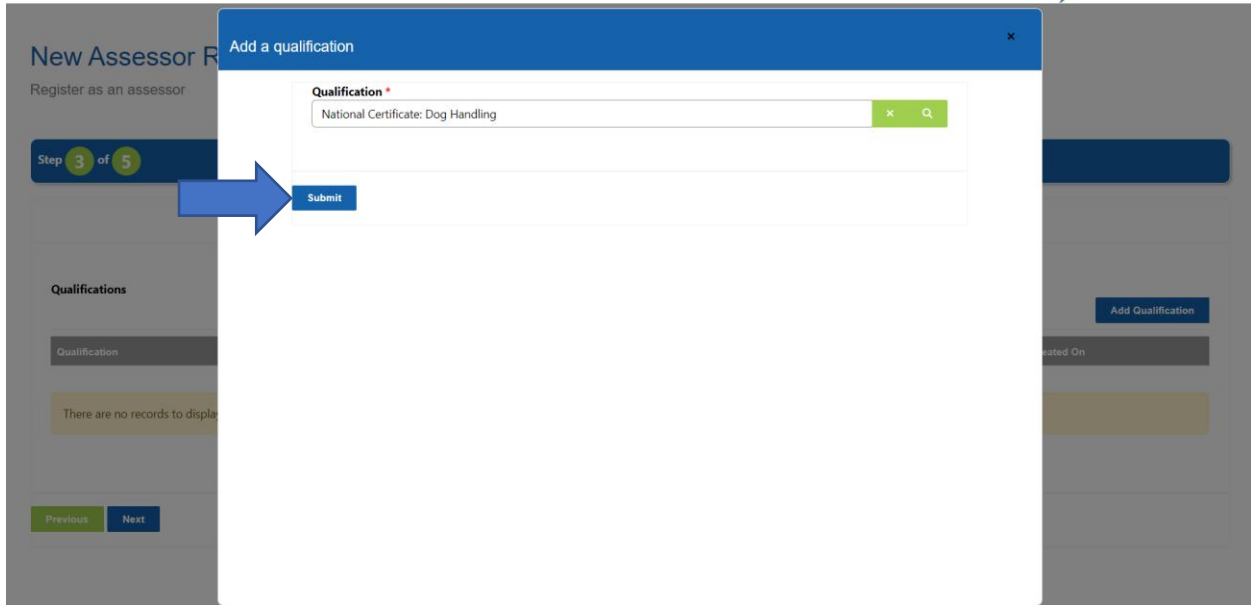 Add a qualification
×
New Assessor R
Register as an assessor
Qualification *
National Certificate: Dog Handling
×
Step 3 of 5
Submit
Qualifications
Add Qualification
Qualification
eated On
There are no records to display
Previous
Next